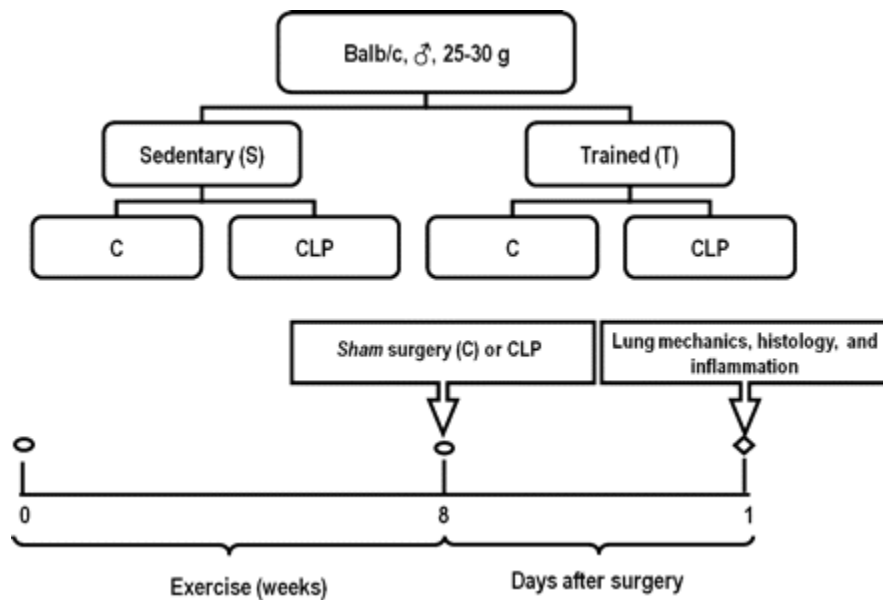 Balb/c, ♂, 25-30 g
Sedentary (S)
Trained (T)
C
CLP
C
CLP
Sham surgery (C) or CLP
Lung mechanics, histology, and
inflammation
0
8
1
Exercise (weeks)
Days after surgery